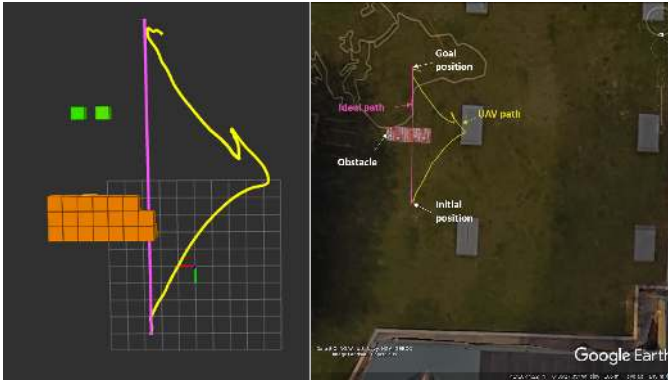 Goal
position
Ideal path
UAV path
Obstacle
Initial
position
Google Earth